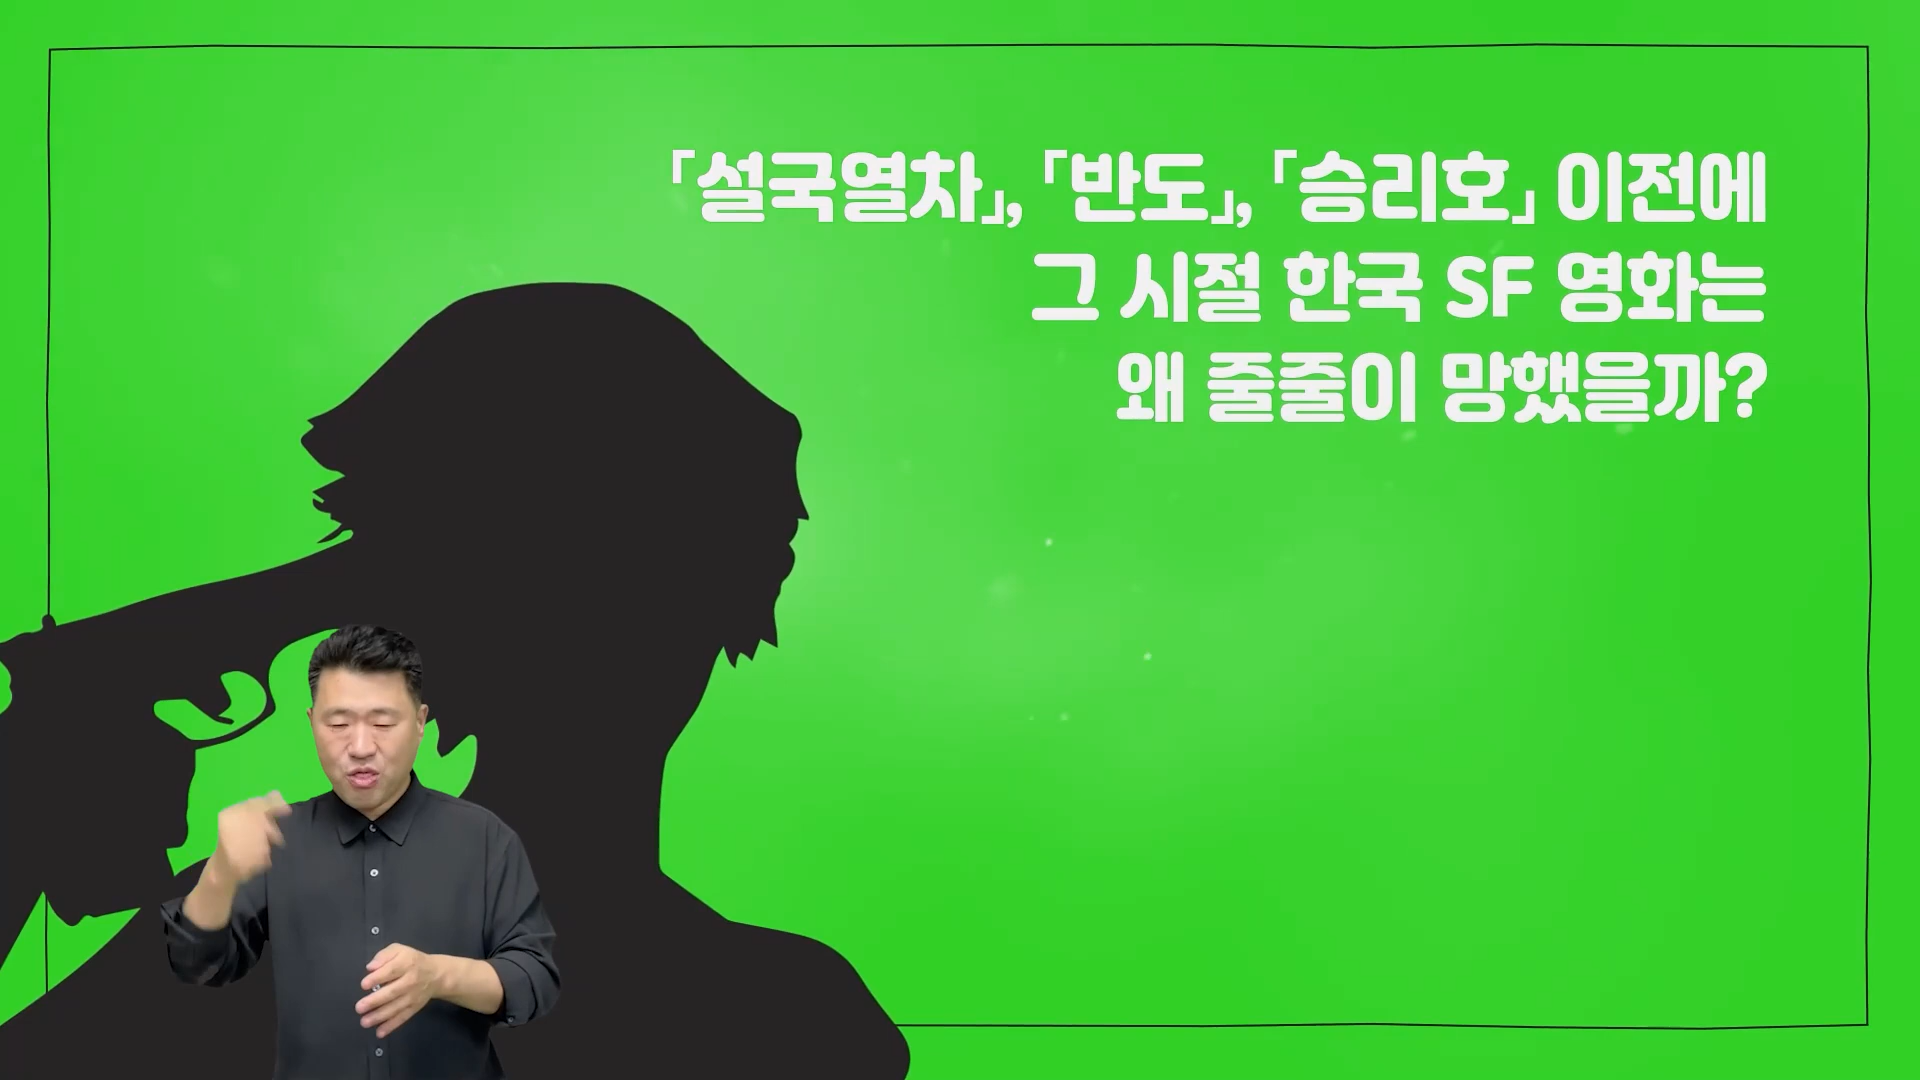 「설국열차」, 「반도」, 「승리호」 이전에
그 시절 한국 SF 영화는
왜 줄줄이 망했을까?